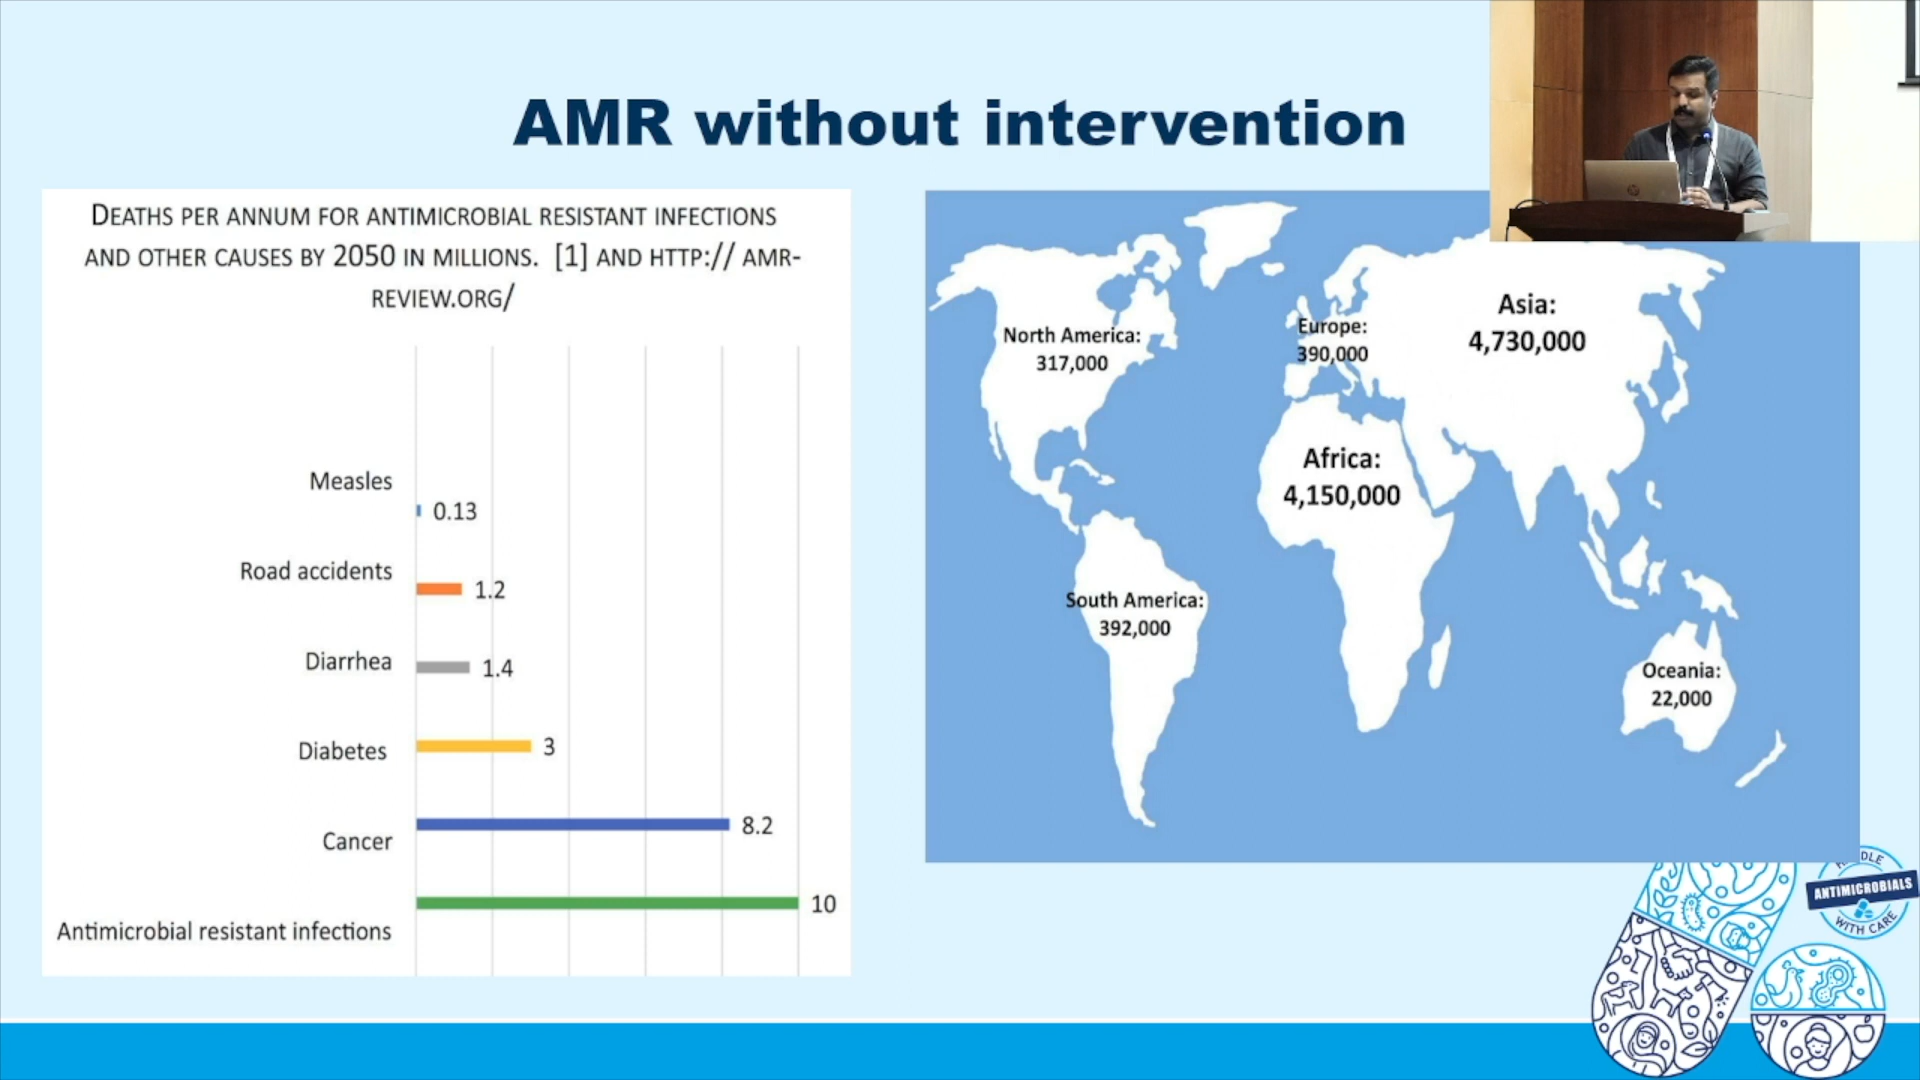 AMR without intervention
DEATHS PER ANNUM FOR ANTIMICROBIAL RESISTANT INFECTIONS
AND OTHER CAUSES BY 2050 IN MILLIONS. [1] AND HTTP:// AMR-
REVIEW.ORG/
Measles
0.13
Road accidents
1.2
Diarrhea
1.4
Diabetes
3
Cancer
8.2
Antimicrobial resistant infections
10
North America:
317,000
Europe:
390,000
Asia:
4,730,000
Africa:
4,150,000
South America:
392,000
Oceania:
22,000
ANTIMICROBIALS
WITH CARE